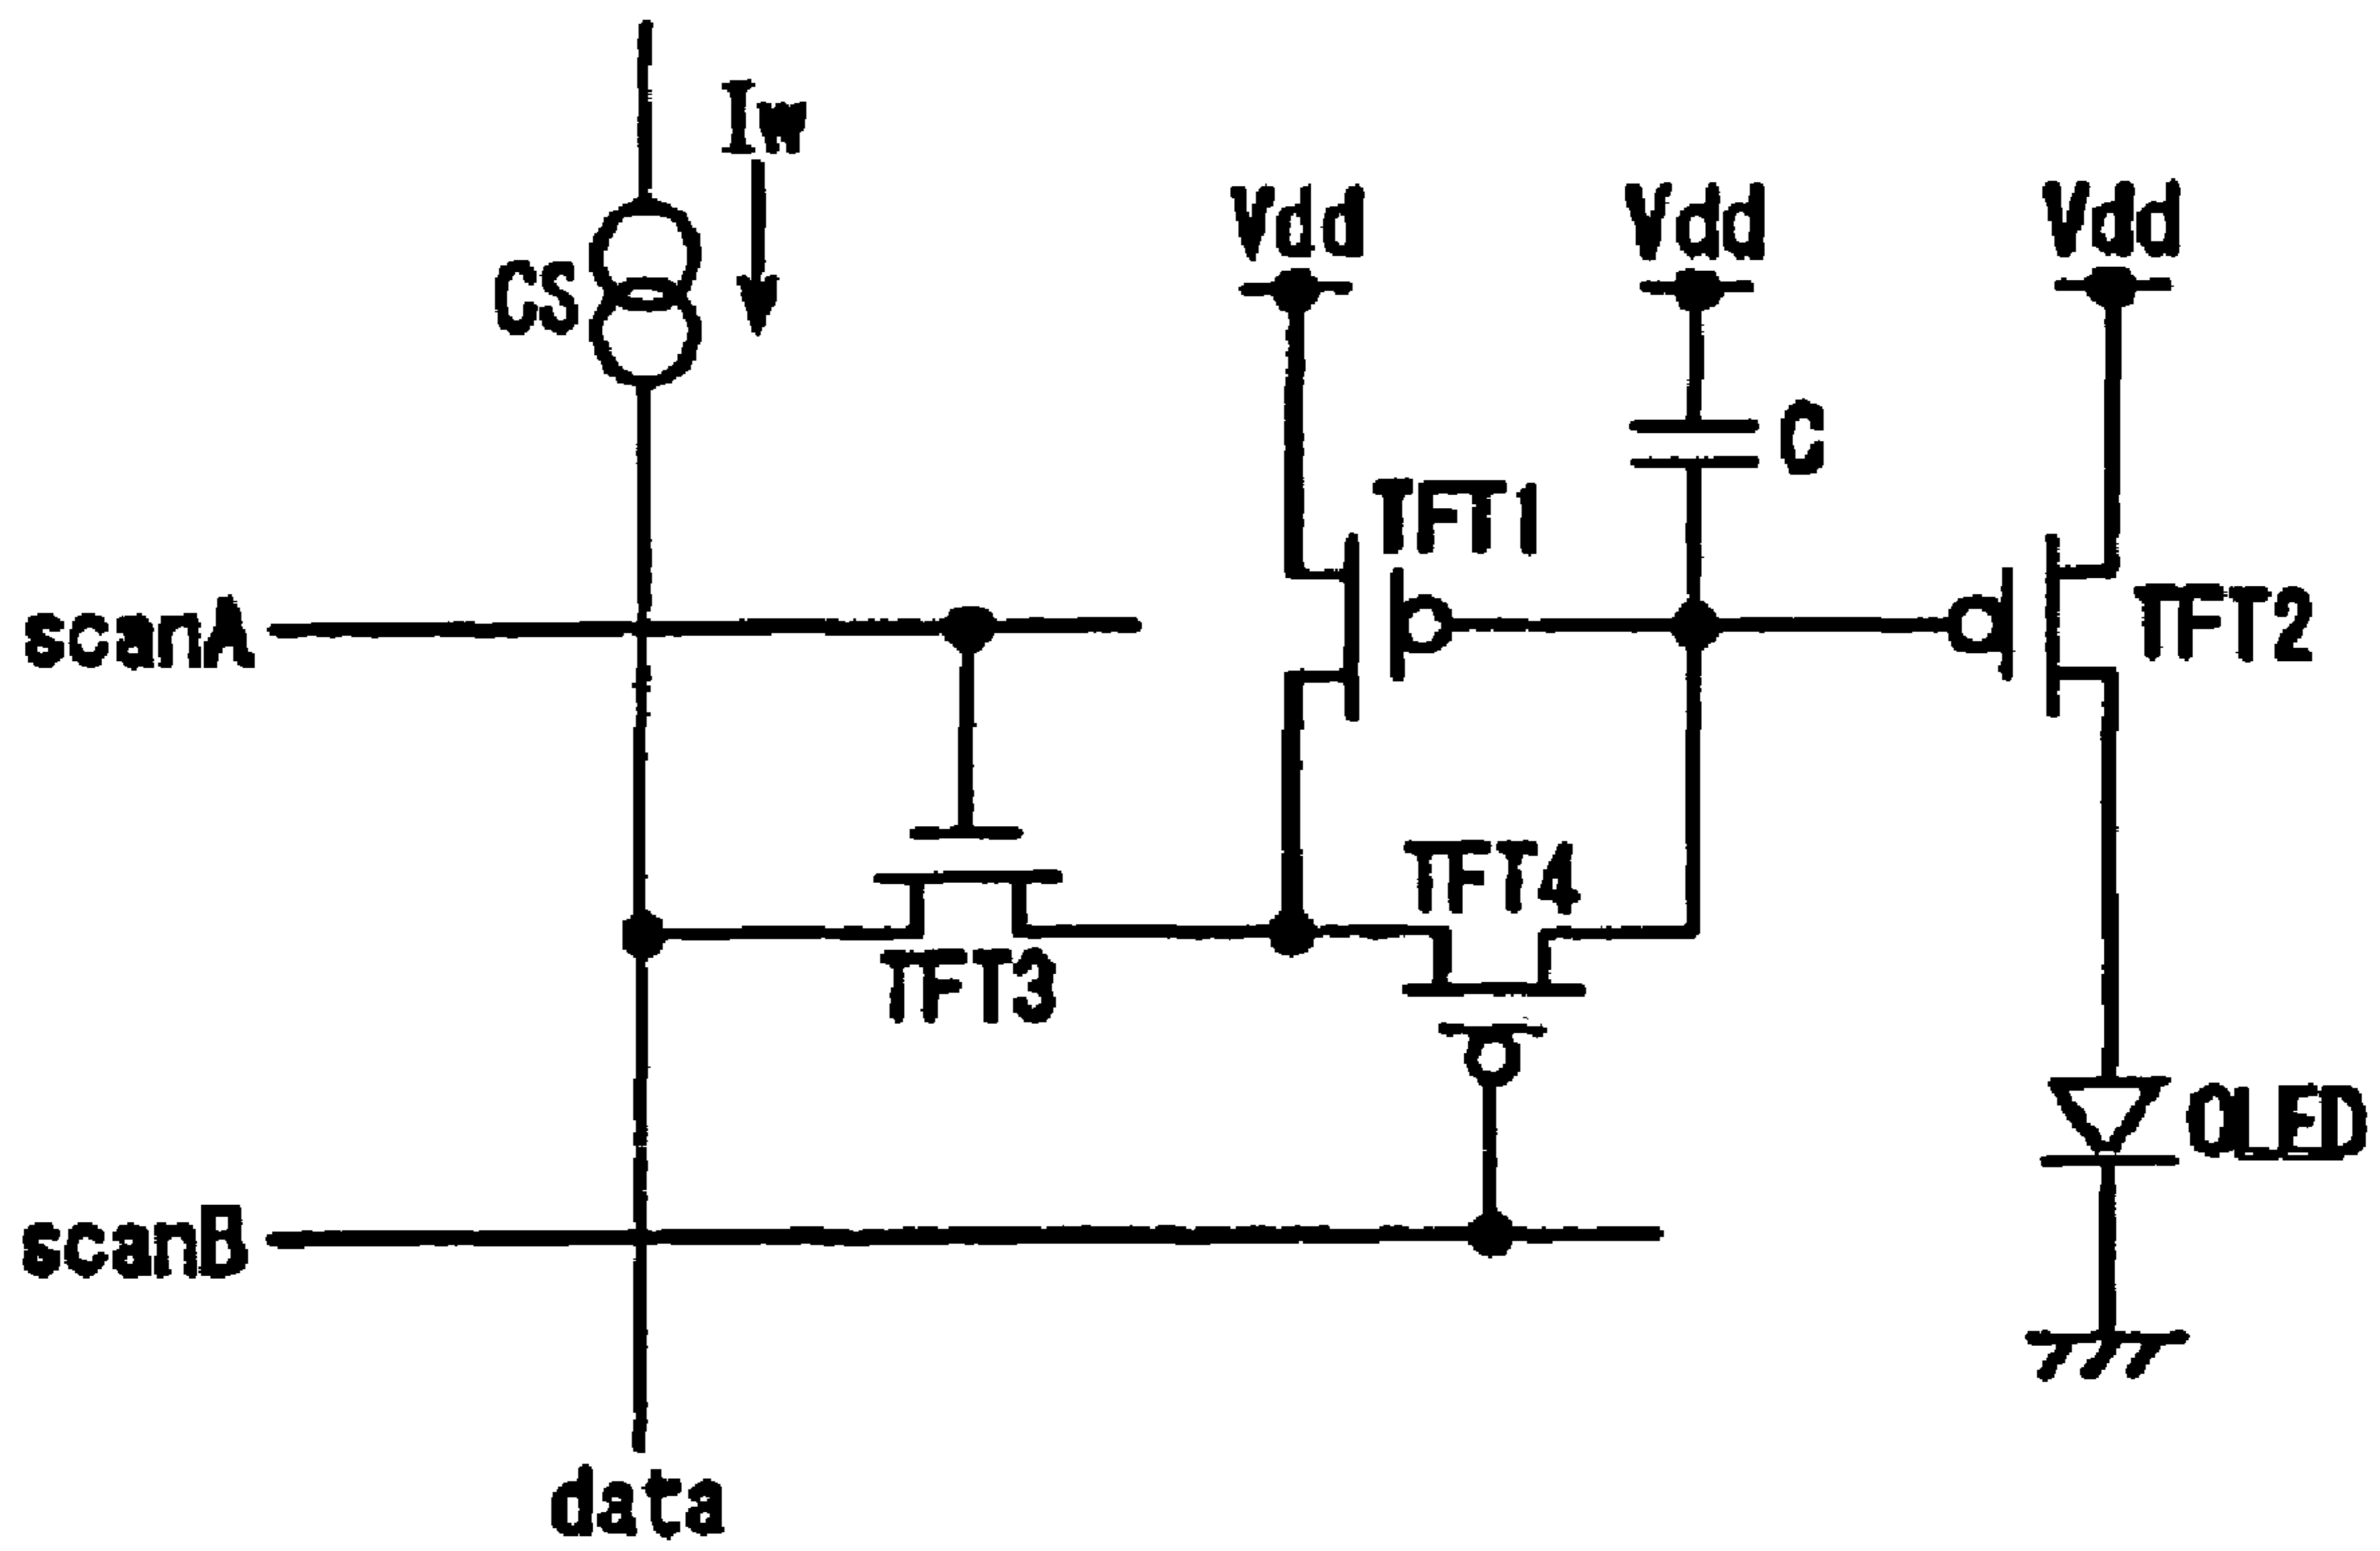 Iw
Vdd
Vdd
Vdd
CS
C
TFT1
scanA
TFT2
TFT4
TFT3
OLED
scanB
data